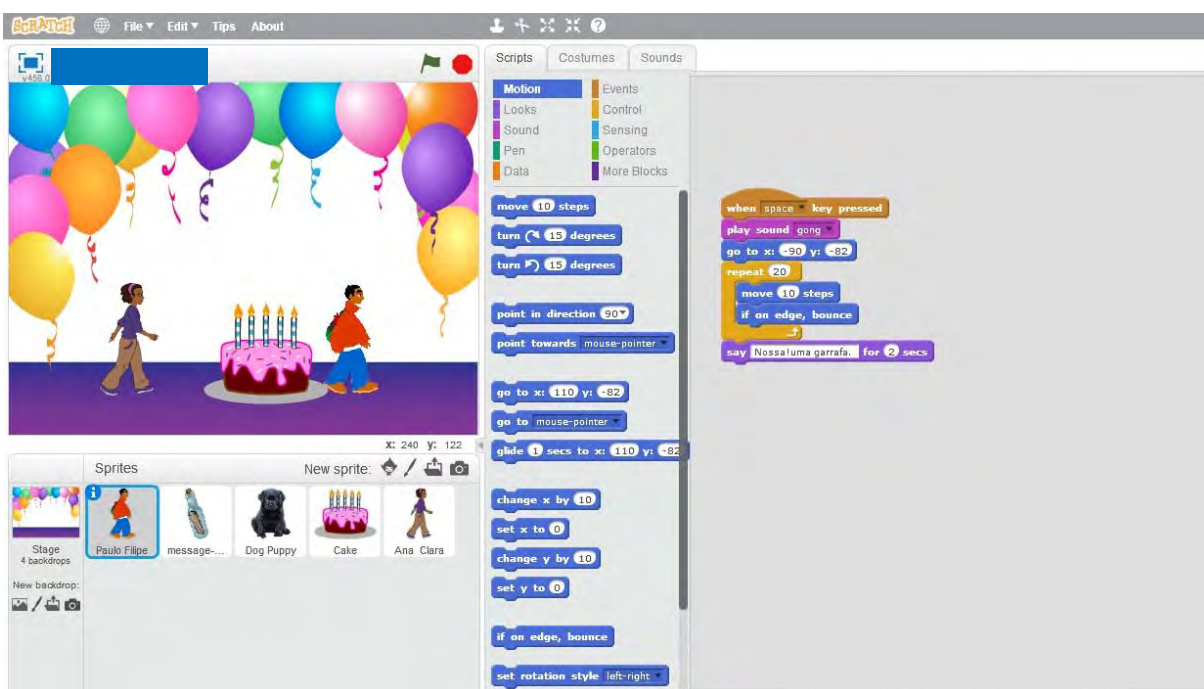 SCRATCH File Edit Tips About
v458.0
Scripts Costumes Sounds
Motion Events
Looks Control
Sound Sensing
Pen Operators
Data More Blocks
move 10 steps
turn 15 degrees
turn 15 degrees
point in direction 90
point towards mouse-pointer
go to x: 110 y: -82
go to mouse-pointer
glide 1 secs to x: 110 y: -82
change x by 10
set x to 0
change y by 10
set y to 0
if on edge, bounce
set rotation style left-right
when space key pressed
play sound gong
go to x: -90 y: -82
repeat 20
move 10 steps
if on edge, bounce
say Nossa!uma garrafa. for 2 secs
x: 240 y: 122
Sprites New sprite:
Stage
4 backdrops
New backdrop:
Paulo Filipe message-... Dog Puppy Cake Ana Clara